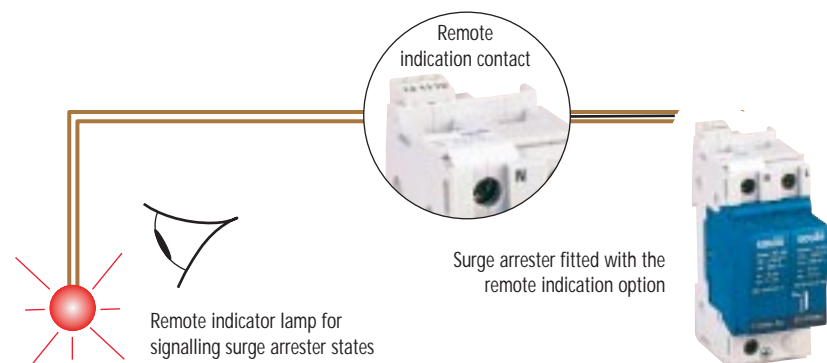 Remote
indication contact
N
Surge arrester fitted with the
remote indication option
Remote indicator lamp for
signalling surge arrester states